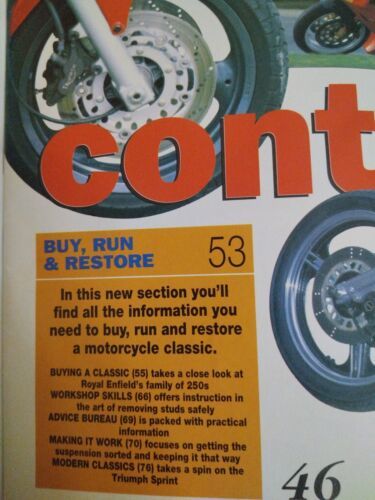 cont
BUY, RUN
& RESTORE
53
In this new section you'll
find all the information you
need to buy, run and restore
a motorcycle classic.
BUYING A CLASSIC (55) takes a close look at
Royal Enfield's family of 250s
WORKSHOP SKILLS (66) offers instruction in
the art of removing studs safely
ADVICE BUREAU (69) is packed with practical
information
MAKING IT WORK (70) focuses on getting the
suspension sorted and keeping it that way
MODERN CLASSICS (76) takes a spin on the
Triumph Sprint
46